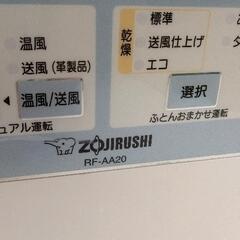 温風
送風（革製品）
温風/送風
ュアル運転
乾燥
標準
送風仕上げ
エコ
選択
ふとんおまかせ運転
ZOJIRUSHI
RF-AA20